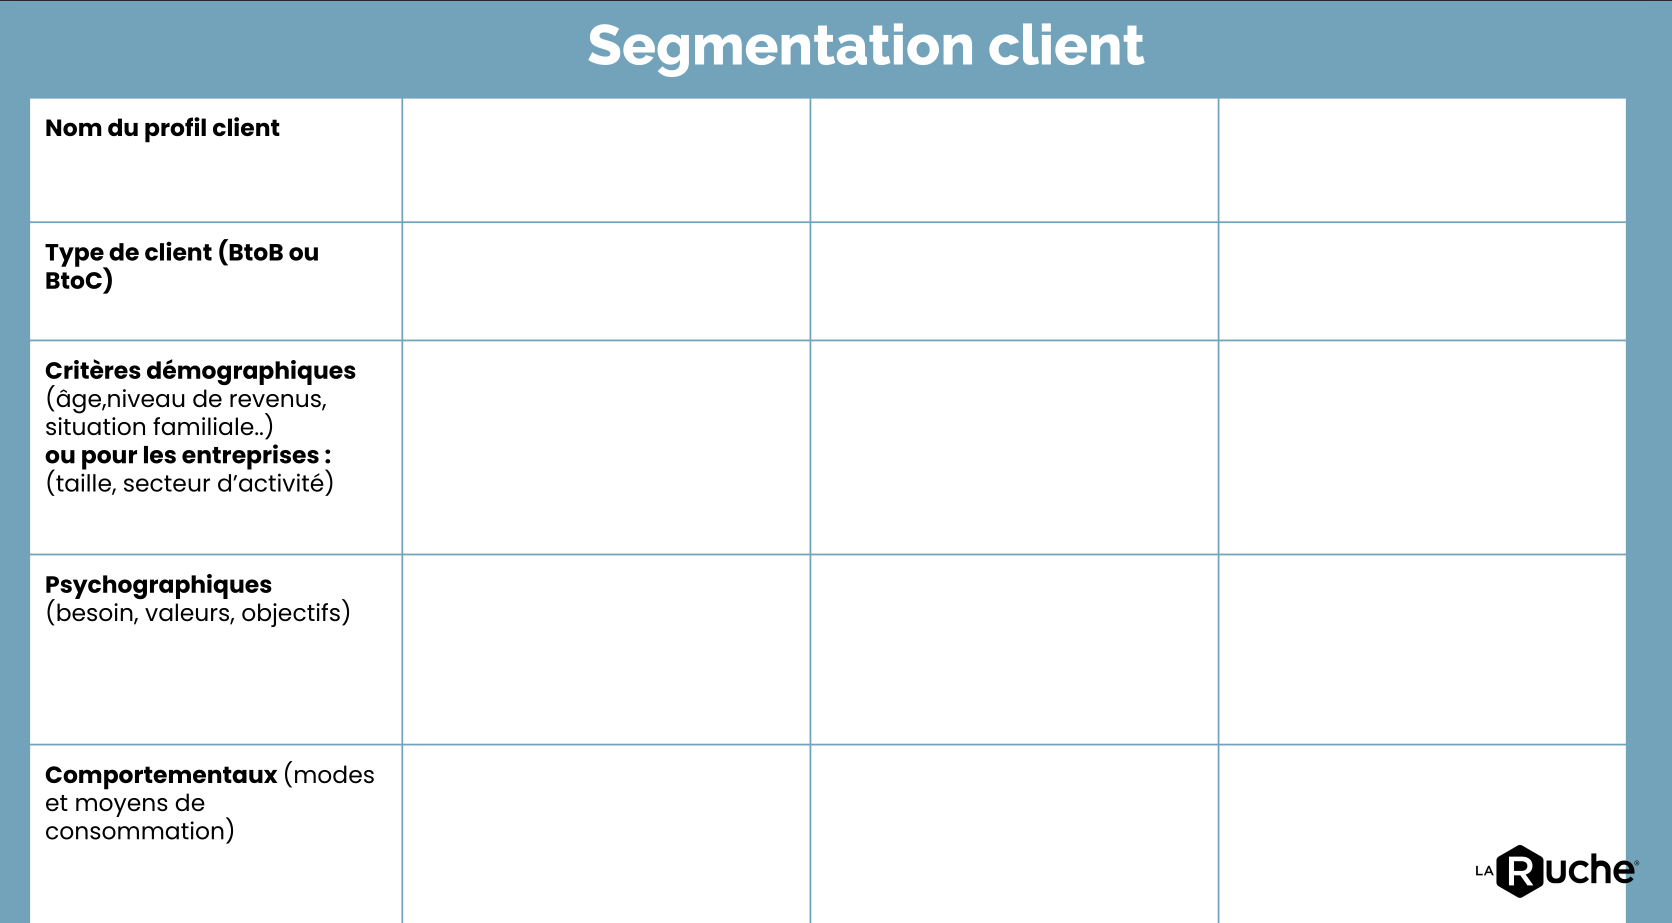 Segmentation client
Nom du profil client
Type de client (BtoB ou
BtoC)
Critères démographiques
(âge,niveau de revenus,
situation familiale..)
ou pour les entreprises :
(taille, secteur d’activité)
Psychographiques
(besoin, valeurs, objectifs)
Comportementaux (modes
et moyens de
consommation)
LA Ruche®